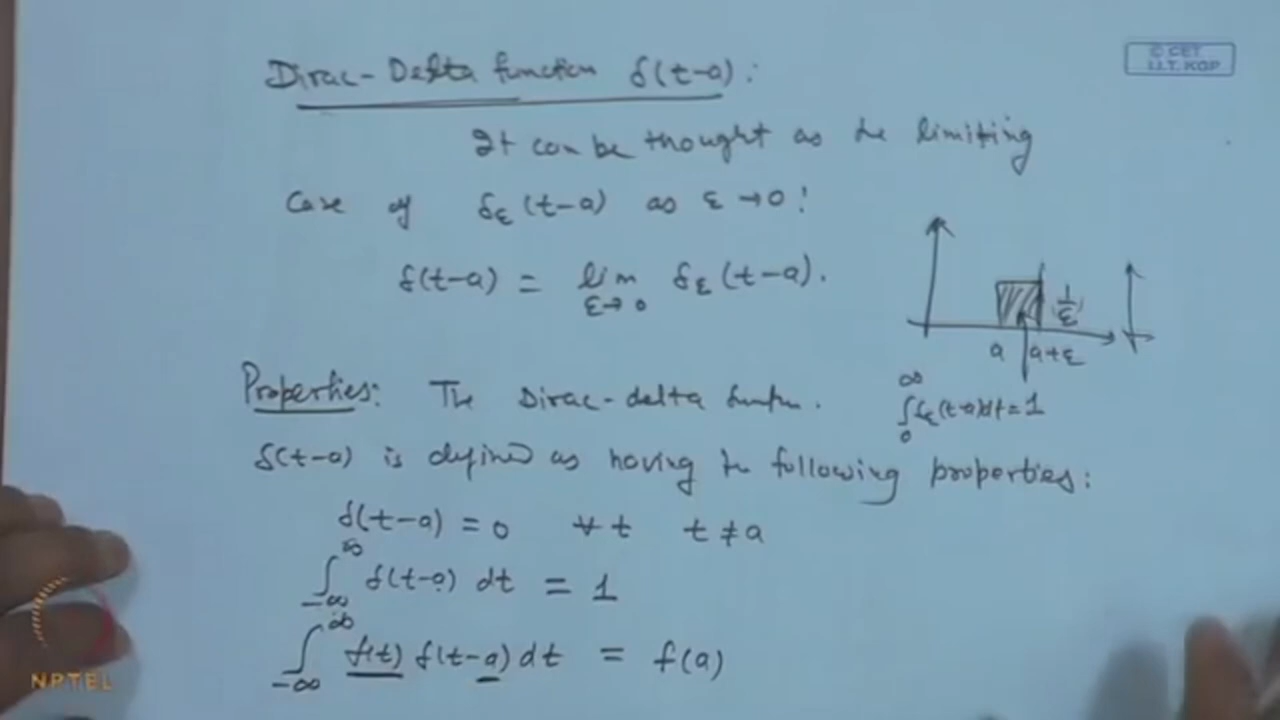 Dirac-Delta function δ(t-a):
© CET
I.I.T. KGP
It can be thought as the limiting
Case of δε(t-a) as ε→0:
δ(t-a) = lim ε→0 δε(t-a).
1/ε
a a+ε
Properties: The Dirac-delta function.
∫₀^∞ δε(t-a)dt=1
δ(t-a) is defined as having the following properties:
δ(t-a) = 0 ∀ t t ≠ a
∫_{-∞}^{∞} δ(t-a) dt = 1
∫_{-∞}^{∞} f(t) δ(t-a) dt = f(a)
NPTEL